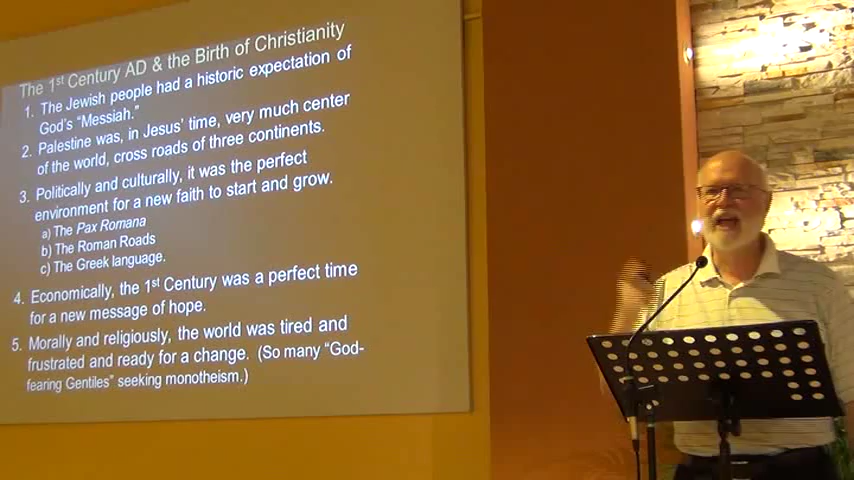 The 1st Century AD & the Birth of Christianity
1. The Jewish people had a historic expectation of
God's "Messiah."
2. Palestine was, in Jesus' time, very much center
of the world, cross roads of three continents.
3. Politically and culturally, it was the perfect
environment for a new faith to start and grow.
a) The Pax Romana
b) The Roman Roads
c) The Greek language.
4. Economically, the 1st Century was a perfect time
for a new message of hope.
5. Morally and religiously, the world was tired and
frustrated and ready for a change. (So many "God-
fearing Gentiles" seeking monotheism.)